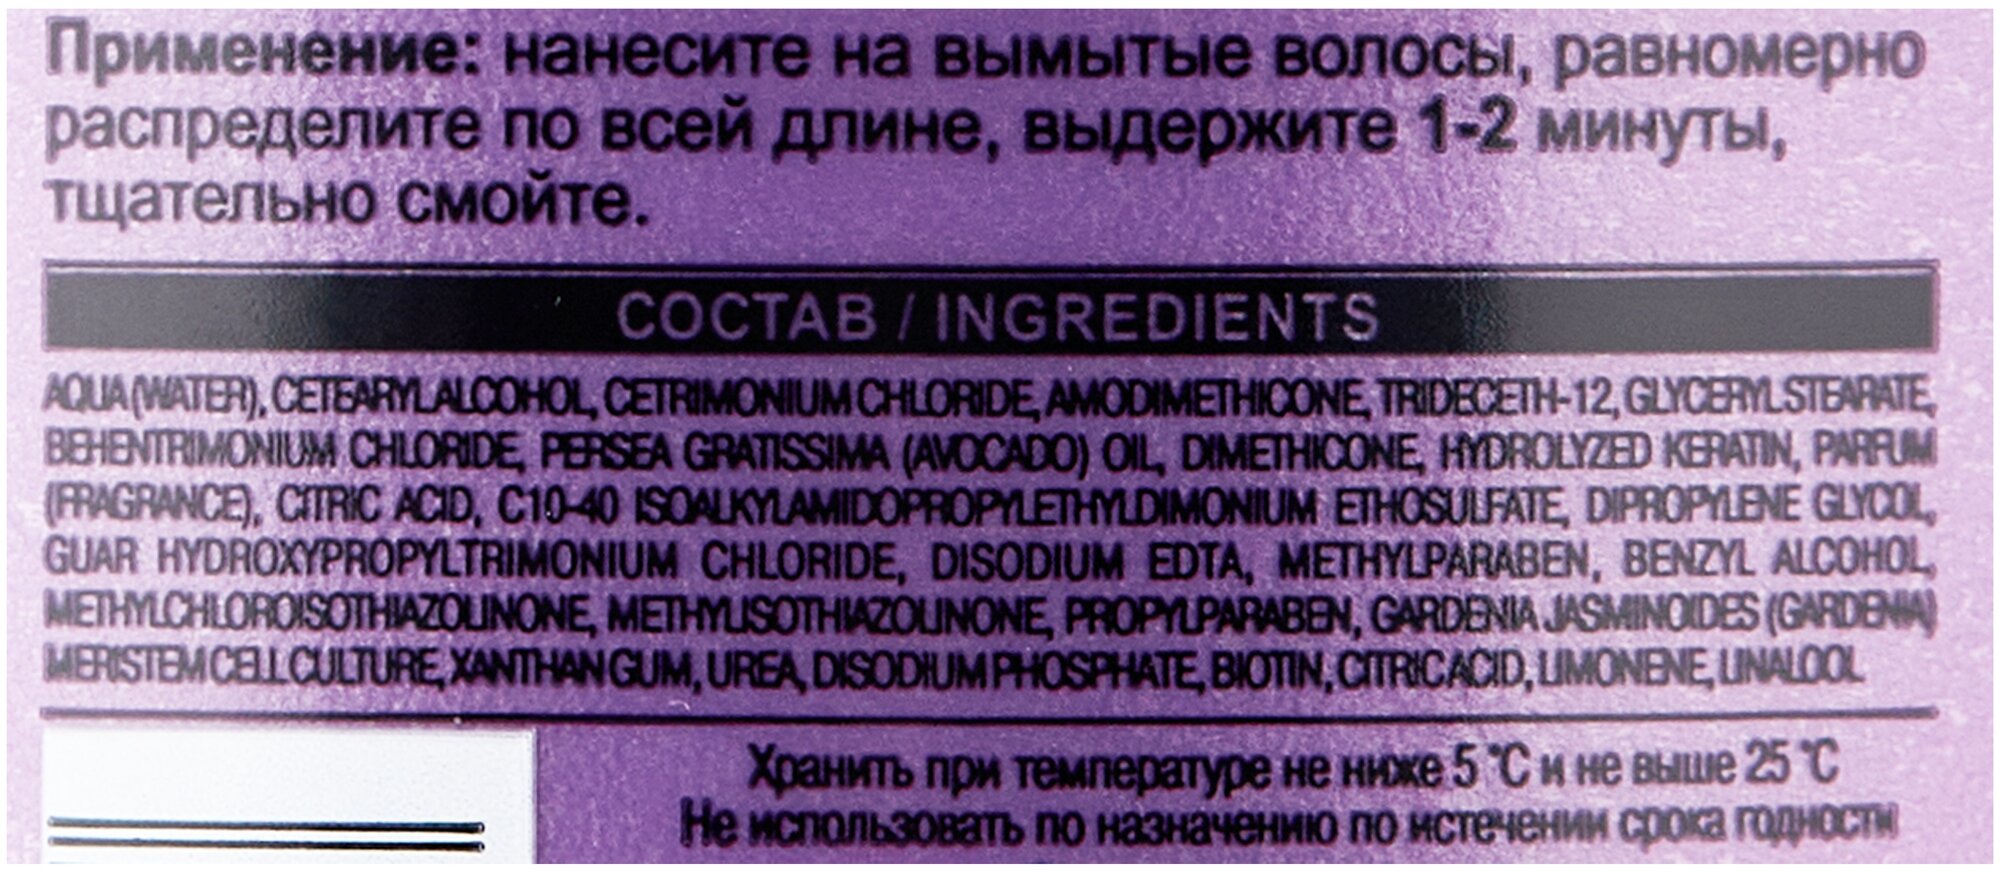 Применение: нанесите на вымытые волосы, равномерно
распределите по всей длине, выдержите 1-2 минуты,
тщательно смойте.
СОСТАВ / INGREDIENTS
AQUA (WATER), CETEARYL ALCOHOL, CETRIMONIUM CHLORIDE, AMODIMETHICONE, TRIDECETH-12, GLYCERYL STEARATE,
BEHENTRIMONIUM CHLORIDE, PERSEA GRATISSIMA (AVOCADO) OIL, DIMETHICONE, HYDROLYZED KERATIN, PARFUM
(FRAGRANCE), CITRIC ACID, C10-40 ISOALKYLAMIDOPROPYLETHYLDIMONIUM ETHOSULFATE, DIPROPYLENE GLYCOL,
GUAR HYDROXYPROPYLTRIMONIUM CHLORIDE, DISODIUM EDTA, METHYLPARABEN, BENZYL ALCOHOL,
METHYLCHLOROISOTHIAZOLINONE, METHYLISOTHIAZOLINONE, PROPYLPARABEN, GARDENIA JASMINOIDES (GARDENIA)
MERISTEM CELL CULTURE, XANTHAN GUM, UREA, DISODIUM PHOSPHATE, BIOTIN, CITRIC ACID, LIMONENE, LINALOOL
Хранить при температуре не ниже 5 °C и не выше 25 °C
Не использовать по назначению по истечении срока годности